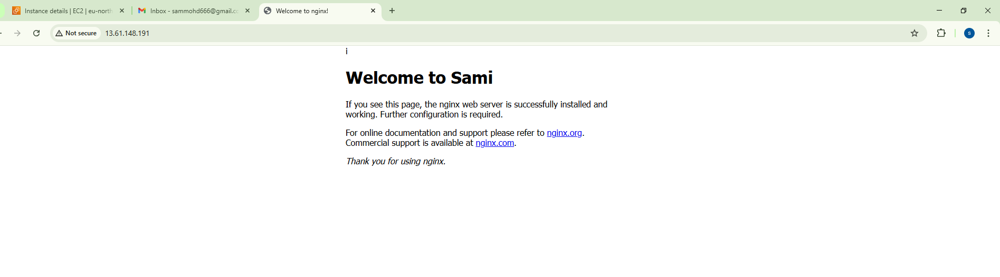 Instance details | EC2 | eu-north
Inbox - sammohd666@gmail.cc
Welcome to nginx!
Not secure
13.61.148.191
s
i
Welcome to Sami
If you see this page, the nginx web server is successfully installed and
working. Further configuration is required.
For online documentation and support please refer to nginx.org.
Commercial support is available at nginx.com.
Thank you for using nginx.